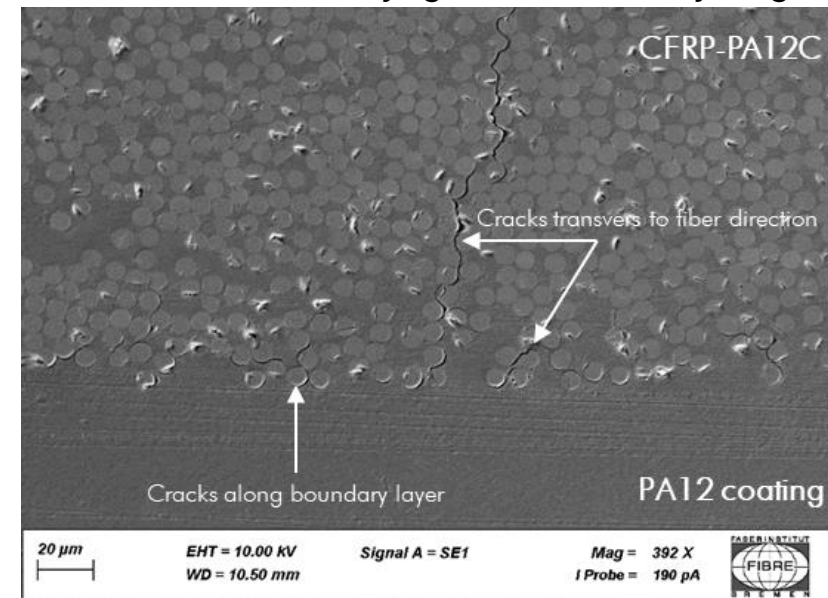 CFRP-PA12C
Cracks transvers to fiber direction
Cracks along boundary layer
PA12 coating
20 µm
EHT = 10.00 kV
WD = 10.50 mm
Signal A = SE1
Mag = 392 X
I Probe = 190 pA
FASERINSTITUT
FIBRE
BREMEN